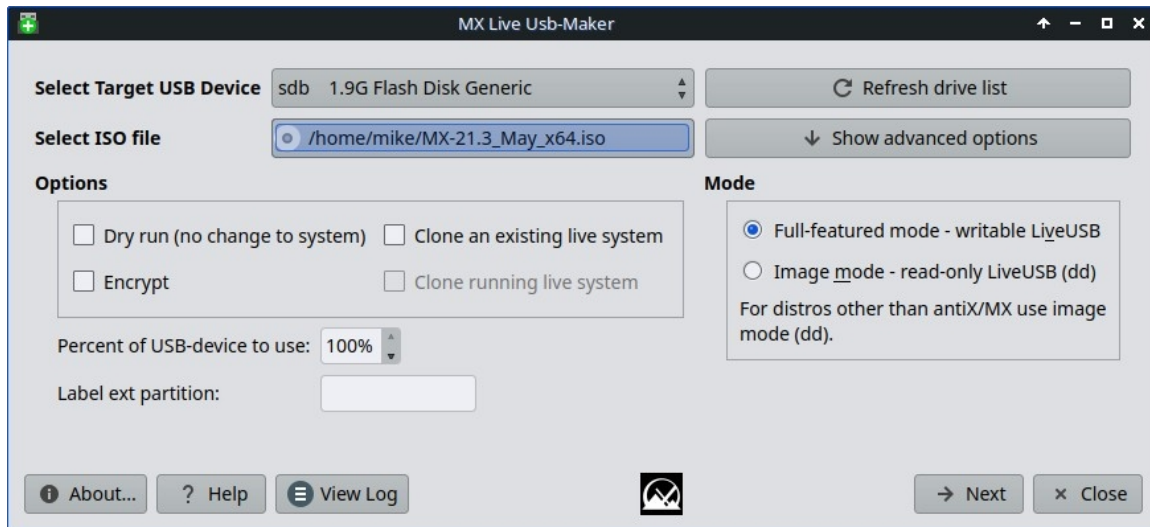 MX Live Usb-Maker
Select Target USB Device sdb 1.9G Flash Disk Generic Refresh drive list
Select ISO file /home/mike/MX-21.3_May_x64.iso Show advanced options
Options Mode
Dry run (no change to system) Clone an existing live system Full-featured mode - writable LiveUSB
Encrypt Clone running live system Image mode - read-only LiveUSB (dd)
For distros other than antiX/MX use image
mode (dd).
Percent of USB-device to use: 100%
Label ext partition:
About... ? Help View Log Next Close